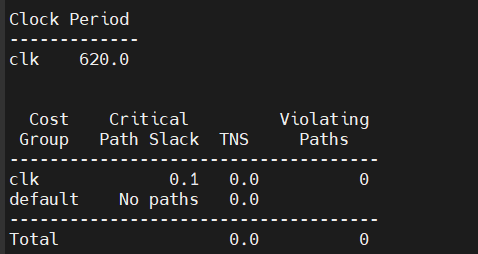 Clock Period
-------------
clk    620.0
  Cost    Critical         Violating
 Group   Path Slack  TNS     Paths
-------------------------------------
clk             0.1   0.0          0
default    No paths   0.0
-------------------------------------
Total                 0.0          0